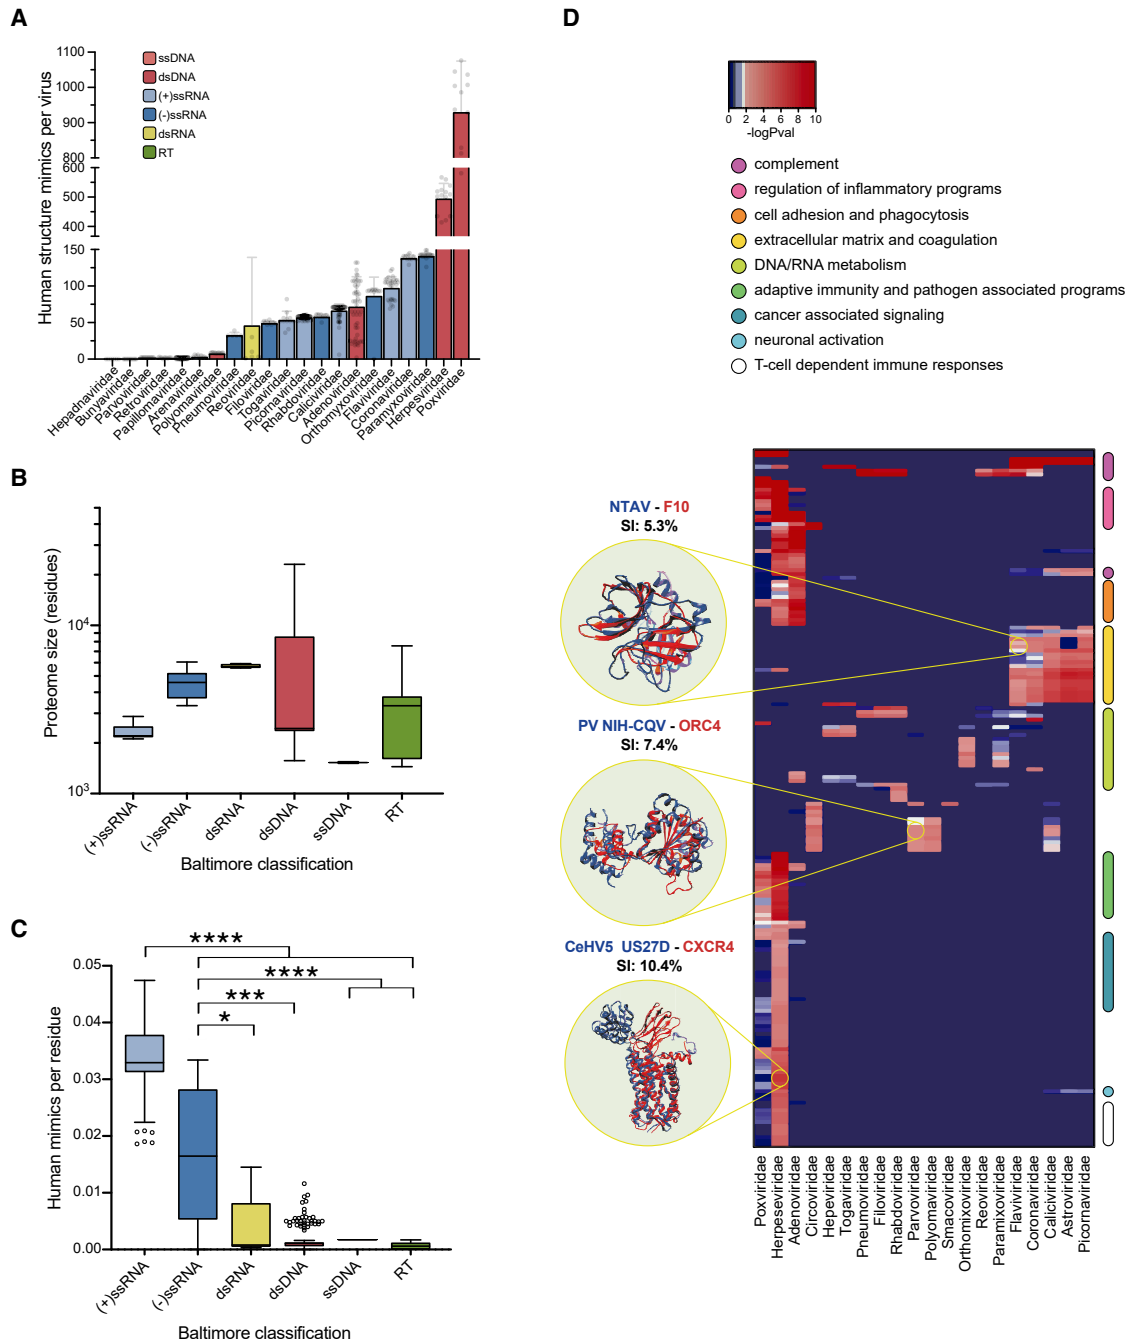 A
Human structure mimics per virus
1100
1000
900
800
600
500
400
150
100
50
0
ssDNA
dsDNA
(+)ssRNA
(-)ssRNA
dsRNA
RT
Hepadnaviridae
Bunyaviridae
Parvoviridae
Retroviridae
Papillomaviridae
Arenaviridae
Polyomaviridae
Pneumoviridae
Reoviridae
Filoviridae
Togaviridae
Picornaviridae
Rhabdoviridae
Caliciviridae
Adenoviridae
Orthomyxoviridae
Flaviviridae
Coronaviridae
Paramyxoviridae
Herpesviridae
Poxviridae
B
Proteome size (residues)
10⁴
10³
(+)ssRNA
(-)ssRNA
dsRNA
dsDNA
ssDNA
RT
Baltimore classification
C
Human mimics per residue
0.05
0.04
0.03
0.02
0.01
0.00
****
****
***
*
(+)ssRNA
(-)ssRNA
dsRNA
dsDNA
ssDNA
RT
Baltimore classification
D
0 2 4 6 8 10
-logPval
complement
regulation of inflammatory programs
cell adhesion and phagocytosis
extracellular matrix and coagulation
DNA/RNA metabolism
adaptive immunity and pathogen associated programs
cancer associated signaling
neuronal activation
T-cell dependent immune responses
NTAV - F10
SI: 5.3%
PV NIH-CQV - ORC4
SI: 7.4%
CeHV5 US27D - CXCR4
SI: 10.4%
Poxviridae
Herpesviridae
Adenoviridae
Circoviridae
Hepeviridae
Togaviridae
Pneumoviridae
Filoviridae
Rhabdoviridae
Parvoviridae
Polyomaviridae
Smacoviridae
Orthomixoviridae
Reoviridae
Paramixoviridae
Flaviviridae
Coronaviridae
Caliciviridae
Astroviridae
Picornaviridae